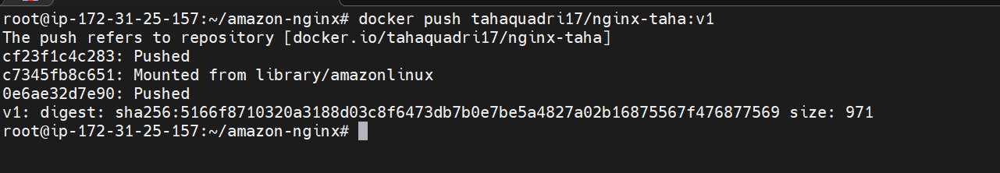 root@ip-172-31-25-157:~/amazon-nginx# docker push tahaquadri17/nginx-taha:v1
The push refers to repository [docker.io/tahaquadri17/nginx-taha]
cf23f1c4c283: Pushed
c7345fb8c651: Mounted from library/amazonlinux
0e6ae32d7e90: Pushed
v1: digest: sha256:5166f8710320a3188d03c8f6473db7b0e7be5a4827a02b16875567f476877569 size: 971
root@ip-172-31-25-157:~/amazon-nginx#